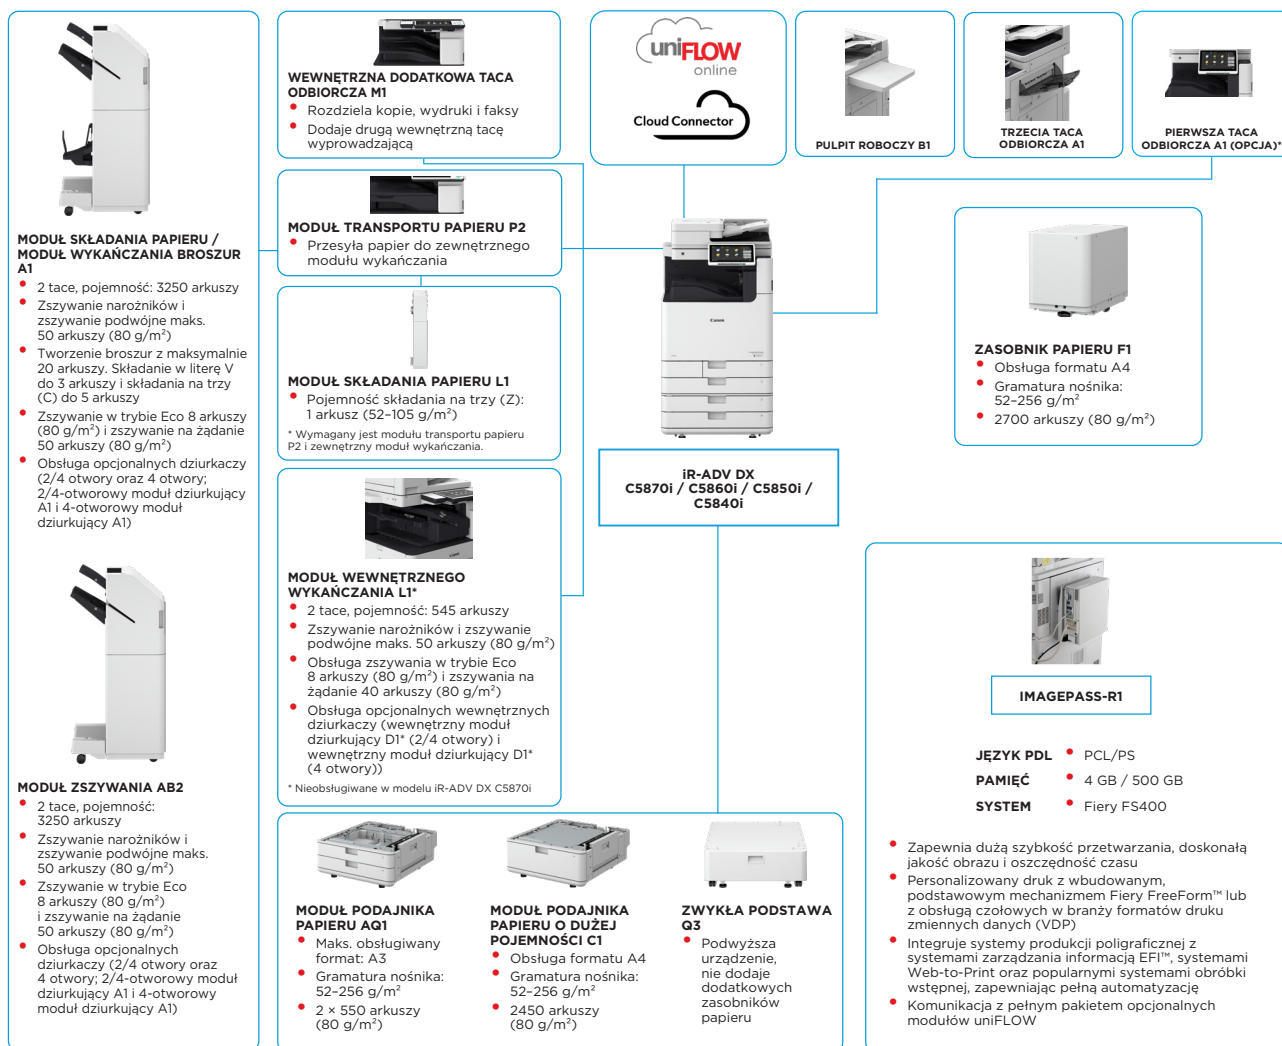 MODUŁ SKŁADANIA PAPIERU /
MODUŁ WYKAŃCZANIA BROSZUR
A1
• 2 tace, pojemność: 3250 arkuszy
• Zszywanie narożników i
zszywanie podwójne maks.
50 arkuszy (80 g/m²)
• Tworzenie broszur z maksymalnie
20 arkuszy. Składanie w literę V
do 3 arkuszy i składania na trzy
(C) do 5 arkuszy
• Zszywanie w trybie Eco 8 arkuszy
(80 g/m²) i zszywanie na żądanie
50 arkuszy (80 g/m²)
• Obsługa opcjonalnych dziurkaczy
(2/4 otwory oraz 4 otwory;
2/4-otworowy moduł dziurkujący
A1 i 4-otworowy moduł
dziurkujący A1)
MODUŁ ZSZYWANIA AB2
• 2 tace, pojemność:
3250 arkuszy
• Zszywanie narożników i
zszywanie podwójne maks.
50 arkuszy (80 g/m²)
• Zszywanie w trybie Eco
8 arkuszy (80 g/m²)
i zszywanie na żądanie
50 arkuszy (80 g/m²)
• Obsługa opcjonalnych
dziurkaczy (2/4 otwory oraz
4 otwory; 2/4-otworowy moduł
dziurkujący A1 i 4-otworowy
moduł dziurkujący A1)
WEWNĘTRZNA DODATKOWA TACA
ODBIORCZA M1
• Rozdziela kopie, wydruki i faksy
• Dodaje drugą wewnętrzną tacę
wyprowadzającą
MODUŁ TRANSPORTU PAPIERU P2
• Przesyła papier do zewnętrznego
modułu wykańczania
MODUŁ SKŁADANIA PAPIERU L1
• Pojemność składania na trzy (Z):
1 arkusz (52–105 g/m²)
* Wymagany jest modułu transportu papieru
P2 i zewnętrzny moduł wykańczania.
MODUŁ WEWNĘTRZNEGO
WYKAŃCZANIA L1*
• 2 tace, pojemność: 545 arkuszy
• Zszywanie narożników i zszywanie
podwójne maks. 50 arkuszy (80 g/m²)
• Obsługa zszywania w trybie Eco
8 arkuszy (80 g/m²) i zszywania na
żądanie 40 arkuszy (80 g/m²)
• Obsługa opcjonalnych wewnętrznych
dziurkaczy (wewnętrzny moduł
dziurkujący D1* (2/4 otwory) i
wewnętrzny moduł dziurkujący D1*
(4 otwory))
* Nieobsługiwane w modelu iR-ADV DX C5870i
uniFLOW
online
Cloud Connector
PULPIT ROBOCZY B1
TRZECIA TACA
ODBIORCZA A1
PIERWSZA TACA
ODBIORCZA A1 (OPCJA)*
Canon
iR-ADV DX
C5870i / C5860i / C5850i /
C5840i
ZASOBNIK PAPIERU F1
• Obsługa formatu A4
• Gramatura nośnika:
52–256 g/m²
• 2700 arkuszy (80 g/m²)
MODUŁ PODAJNIKA
PAPIERU AQ1
• Maks. obsługiwany
format: A3
• Gramatura nośnika:
52–256 g/m²
• 2 × 550 arkuszy
(80 g/m²)
MODUŁ PODAJNIKA
PAPIERU O DUŻEJ
POJEMNOŚCI C1
• Obsługa formatu A4
• Gramatura nośnika:
52–256 g/m²
• 2450 arkuszy
(80 g/m²)
ZWYKŁA PODSTAWA
Q3
• Podwyższa
urządzenie,
nie dodaje
dodatkowych
zasobników
papieru
IMAGEPASS-R1
JĘZYK PDL • PCL/PS
PAMIĘĆ • 4 GB / 500 GB
SYSTEM • Fiery FS400
• Zapewnia dużą szybkość przetwarzania, doskonałą
jakość obrazu i oszczędność czasu
• Personalizowany druk z wbudowanym,
podstawowym mechanizmem Fiery FreeForm™ lub
z obsługą czołowych w branży formatów druku
zmiennych danych (VDP)
• Integruje systemy produkcji poligraficznej z
systemami zarządzania informacją EFI™, systemami
Web-to-Print oraz popularnymi systemami obróbki
wstępnej, zapewniając pełną automatyzację
• Komunikacja z pełnym pakietem opcjonalnych
modułów uniFLOW